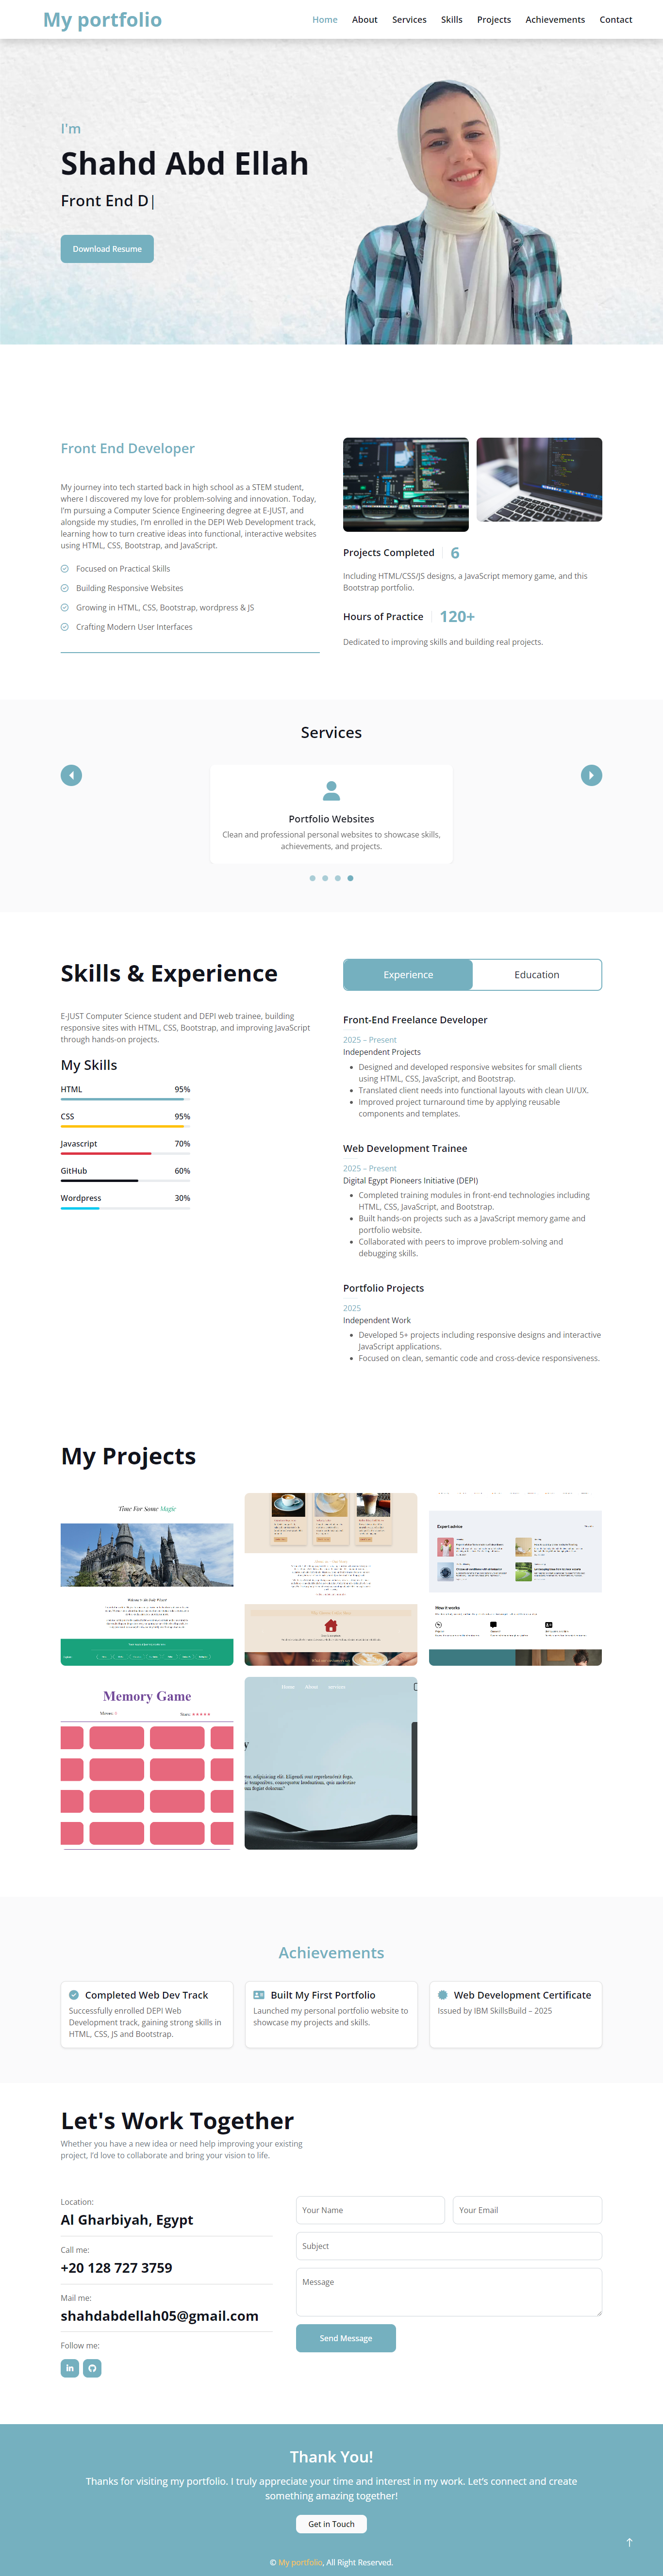 My portfolio
Home About Services Skills Projects Achievements Contact
I'm
Shahd Abd Ellah
Front End D|
Download Resume
Front End Developer
My journey into tech started back in high school as a STEM student,
where I discovered my love for problem-solving and innovation. Today,
I'm pursuing a Computer Science Engineering degree at E-JUST, and
alongside my studies, I'm enrolled in the DEPI Web Development track,
learning how to turn creative ideas into functional, interactive websites
using HTML, CSS, Bootstrap, and JavaScript.
Focused on Practical Skills
Building Responsive Websites
Growing in HTML, CSS, Bootstrap, wordpress & JS
Crafting Modern User Interfaces
Projects Completed 6
Including HTML/CSS/JS designs, a JavaScript memory game, and this
Bootstrap portfolio.
Hours of Practice 120+
Dedicated to improving skills and building real projects.
Services
Portfolio Websites
Clean and professional personal websites to showcase skills,
achievements, and projects.
Skills & Experience
E-JUST Computer Science student and DEPI web trainee, building
responsive sites with HTML, CSS, Bootstrap, and improving JavaScript
through hands-on projects.
My Skills
HTML 95%
CSS 95%
Javascript 70%
GitHub 60%
Wordpress 30%
Experience Education
Front-End Freelance Developer
2025 – Present
Independent Projects
Designed and developed responsive websites for small clients
using HTML, CSS, JavaScript, and Bootstrap.
Translated client needs into functional layouts with clean UI/UX.
Improved project turnaround time by applying reusable
components and templates.
Web Development Trainee
2025 – Present
Digital Egypt Pioneers Initiative (DEPI)
Completed training modules in front-end technologies including
HTML, CSS, JavaScript, and Bootstrap.
Built hands-on projects such as a JavaScript memory game and
portfolio website.
Collaborated with peers to improve problem-solving and
debugging skills.
Portfolio Projects
2025
Independent Work
Developed 5+ projects including responsive designs and interactive
JavaScript applications.
Focused on clean, semantic code and cross-device responsiveness.
My Projects
Time For Some Magic
Expert advice
How it works
Memory Game
Moves:
Stars:
Home About services
y
Achievements
Completed Web Dev Track
Successfully enrolled DEPI Web
Development track, gaining strong skills in
HTML, CSS, JS and Bootstrap.
Built My First Portfolio
Launched my personal portfolio website to
showcase my projects and skills.
Web Development Certificate
Issued by IBM SkillsBuild – 2025
Let's Work Together
Whether you have a new idea or need help improving your existing
project, I'd love to collaborate and bring your vision to life.
Location:
Al Gharbiyah, Egypt
Call me:
+20 128 727 3759
Mail me:
shahdabdellah05@gmail.com
Follow me:
in
Your Name
Your Email
Subject
Message
Send Message
Thank You!
Thanks for visiting my portfolio. I truly appreciate your time and interest in my work. Let's connect and create
something amazing together!
Get in Touch
© My portfolio, All Right Reserved.